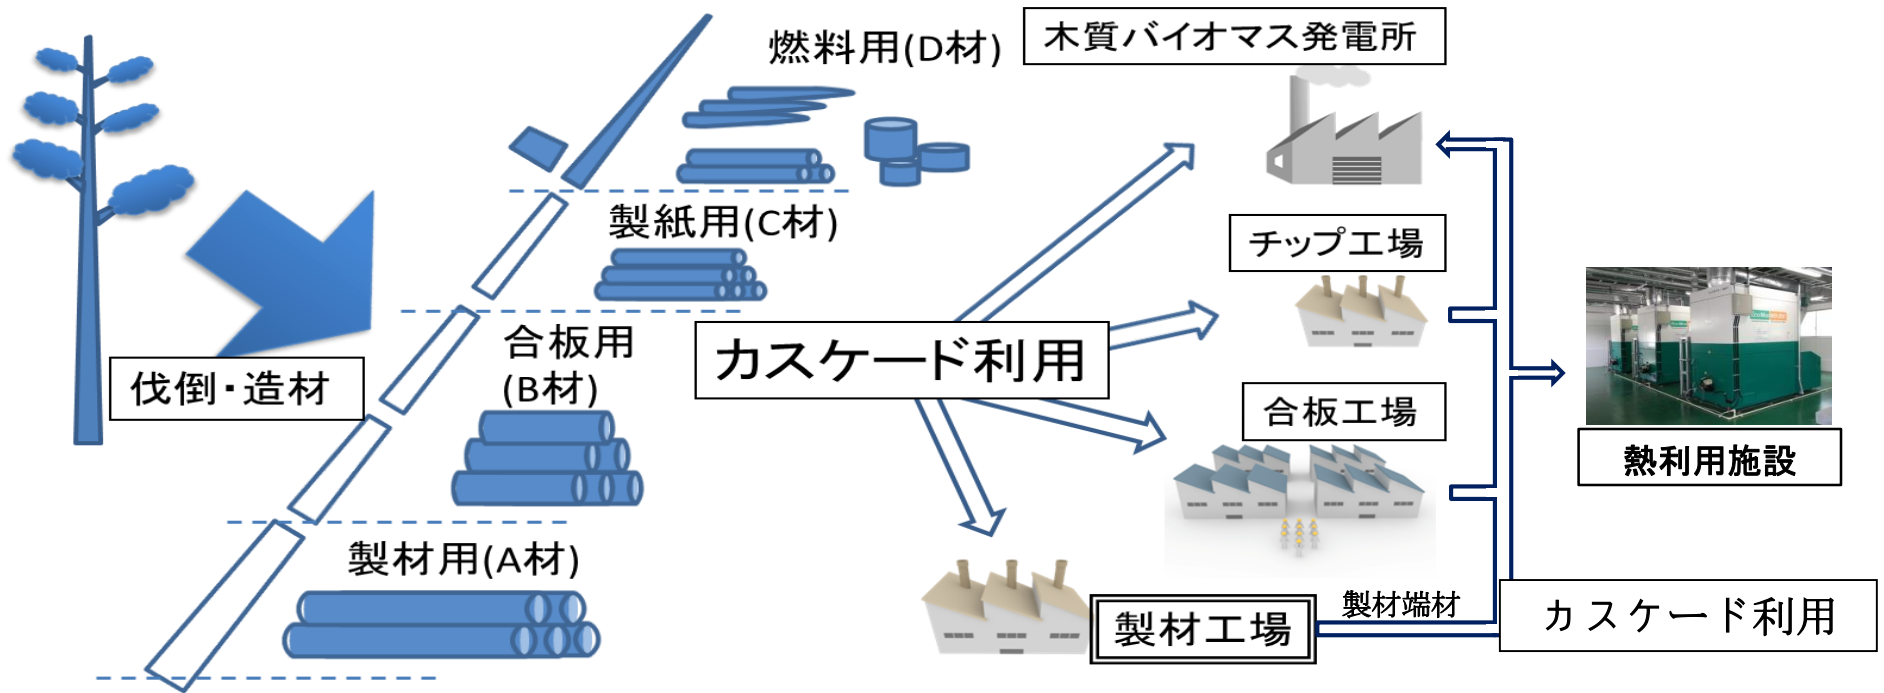 燃料用(D材)
木質バイオマス発電所
製紙用(C材)
チップ工場
合板用
(B材)
カスケード利用
伐倒・造材
合板工場
熱利用施設
製材用(A材)
製材端材
製材工場
カスケード利用